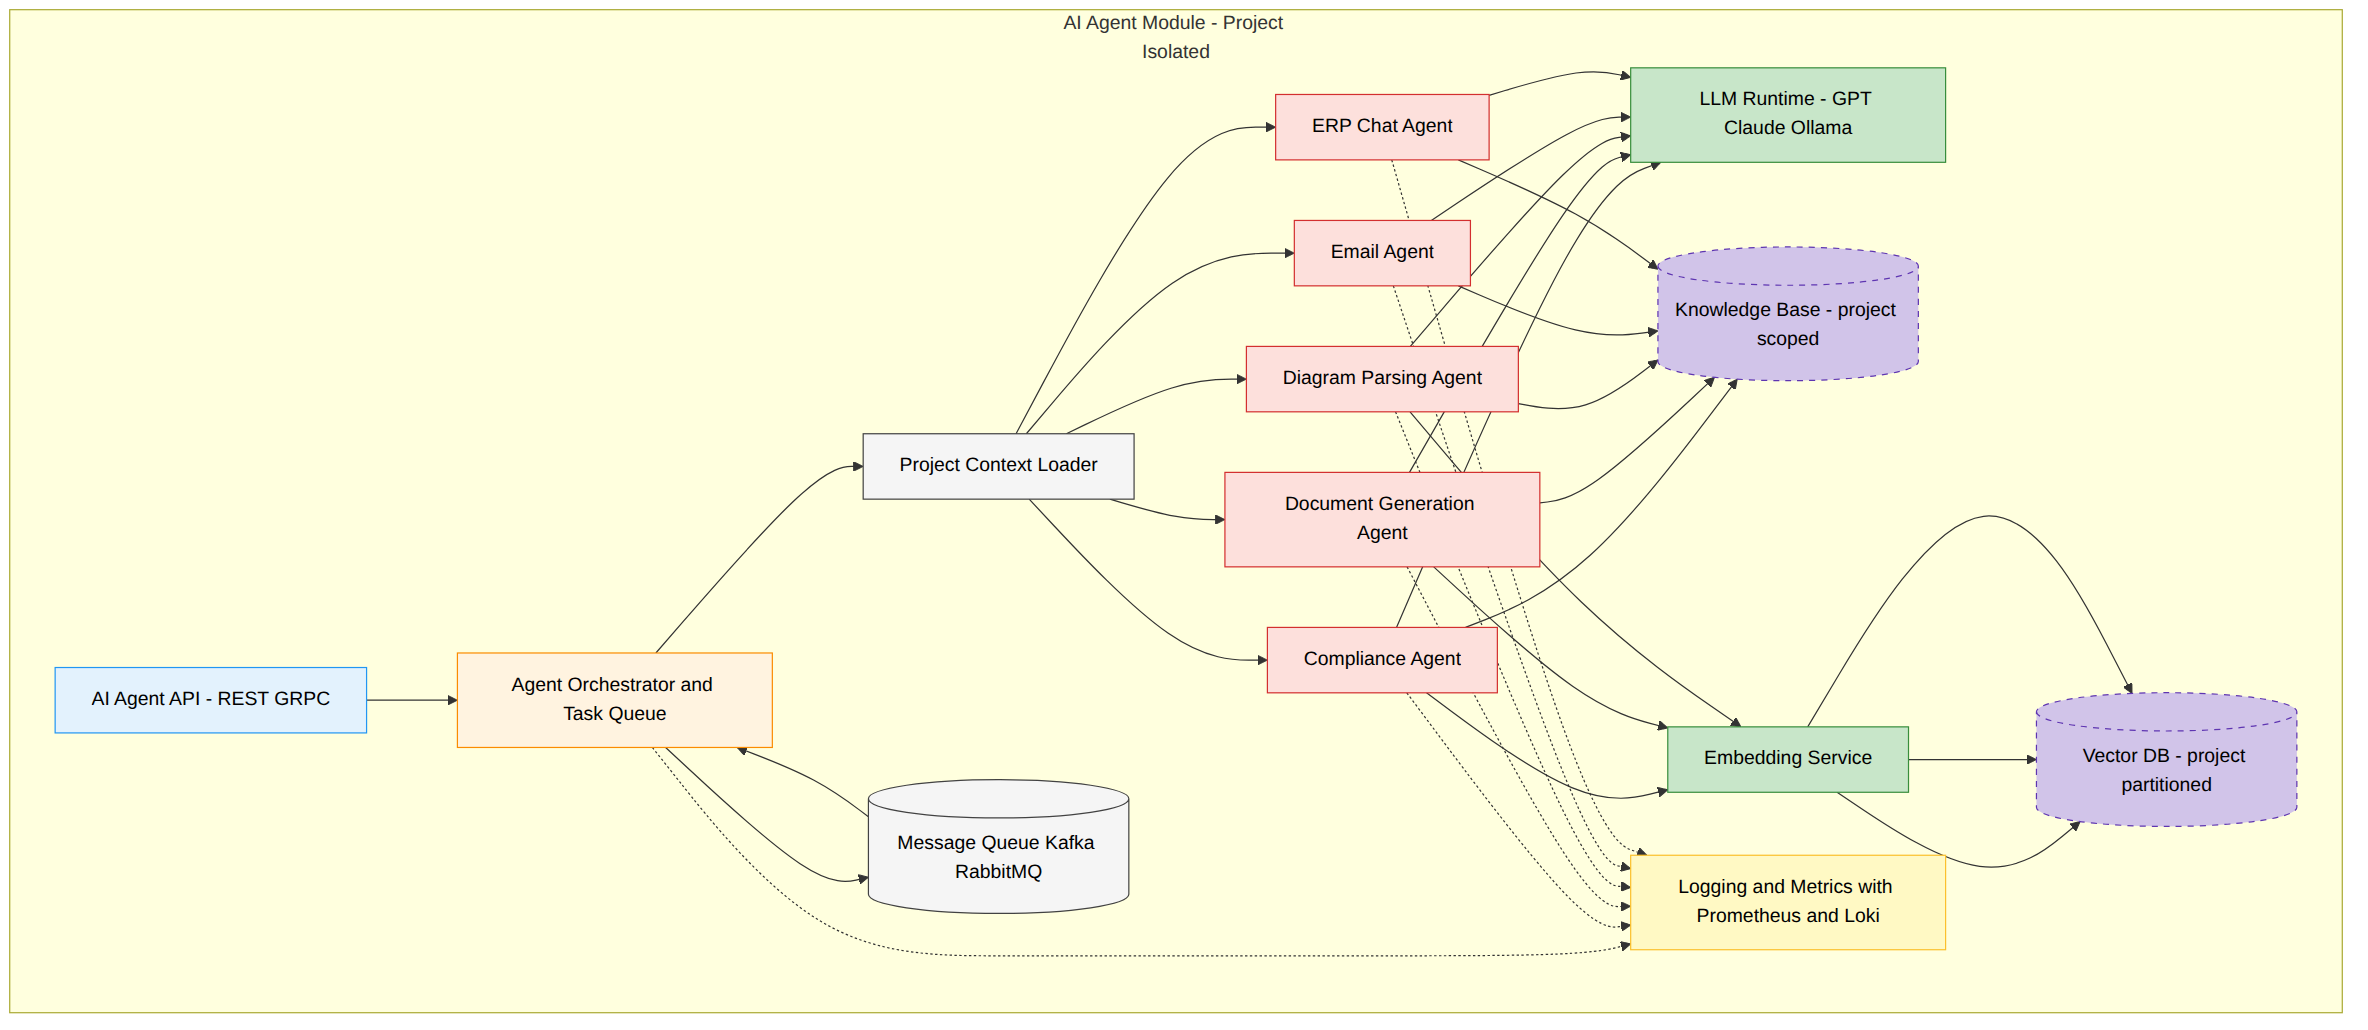 AI Agent Module - Project
Isolated
AI Agent API - REST GRPC
Agent Orchestrator and
Task Queue
Project Context Loader
Message Queue Kafka
RabbitMQ
ERP Chat Agent
Email Agent
Diagram Parsing Agent
Document Generation
Agent
Compliance Agent
LLM Runtime - GPT
Claude Ollama
Knowledge Base - project
scoped
Embedding Service
Logging and Metrics with
Prometheus and Loki
Vector DB - project
partitioned